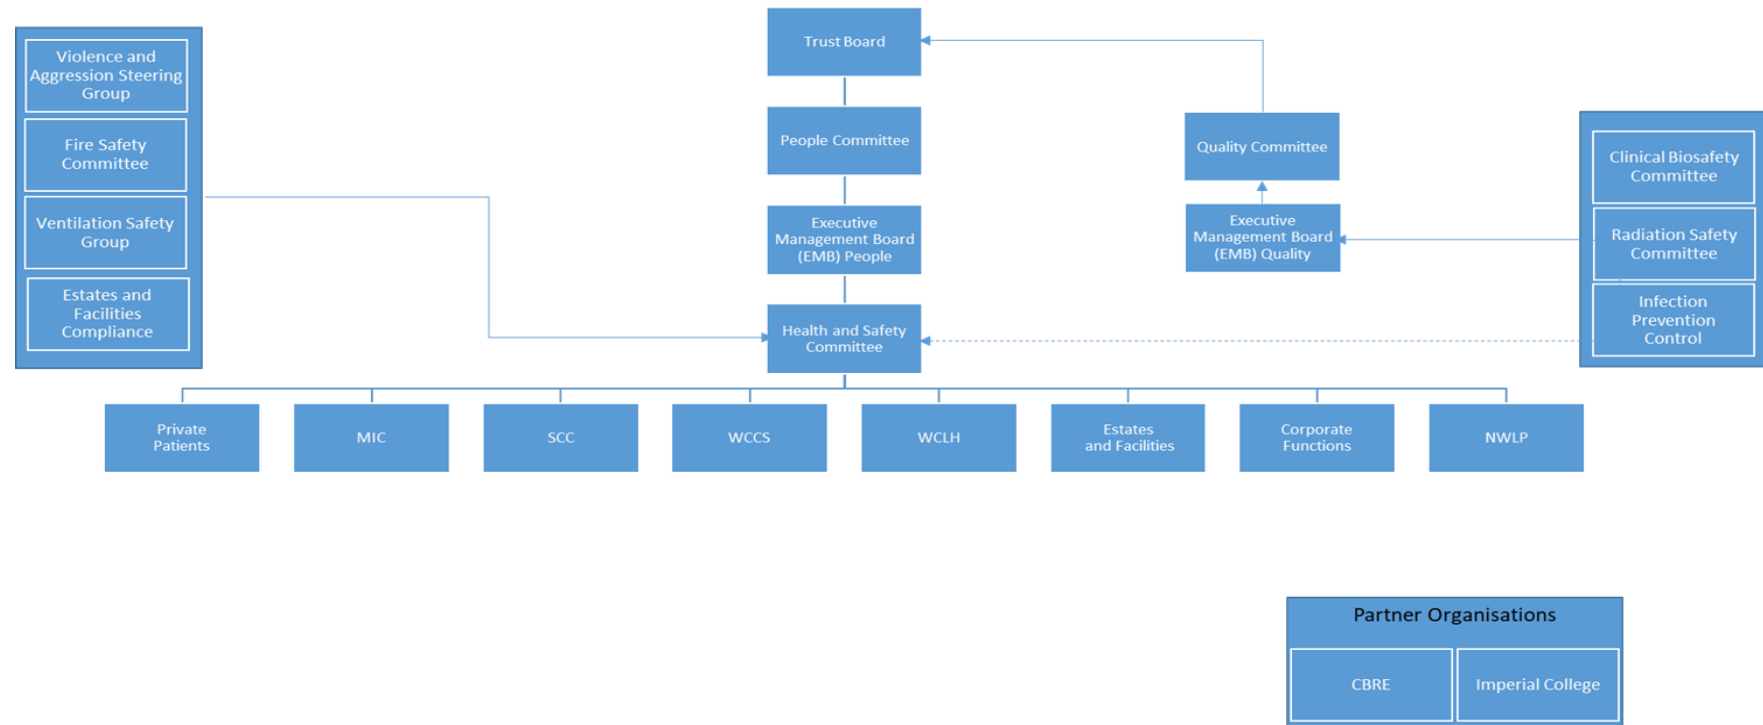 Violence and
Aggression Steering
Group
Fire Safety
Committee
Ventilation Safety
Group
Estates and
Facilities
Compliance
Trust Board
People Committee
Executive
Management Board
(EMB) People
Health and Safety
Committee
Quality Committee
Executive
Management Board
(EMB) Quality
Clinical Biosafety
Committee
Radiation Safety
Committee
Infection
Prevention
Control
Private
Patients
MIC
SCC
WCCS
WCLH
Estates
and Facilities
Corporate
Functions
NWLP
Partner Organisations
CBRE
Imperial College